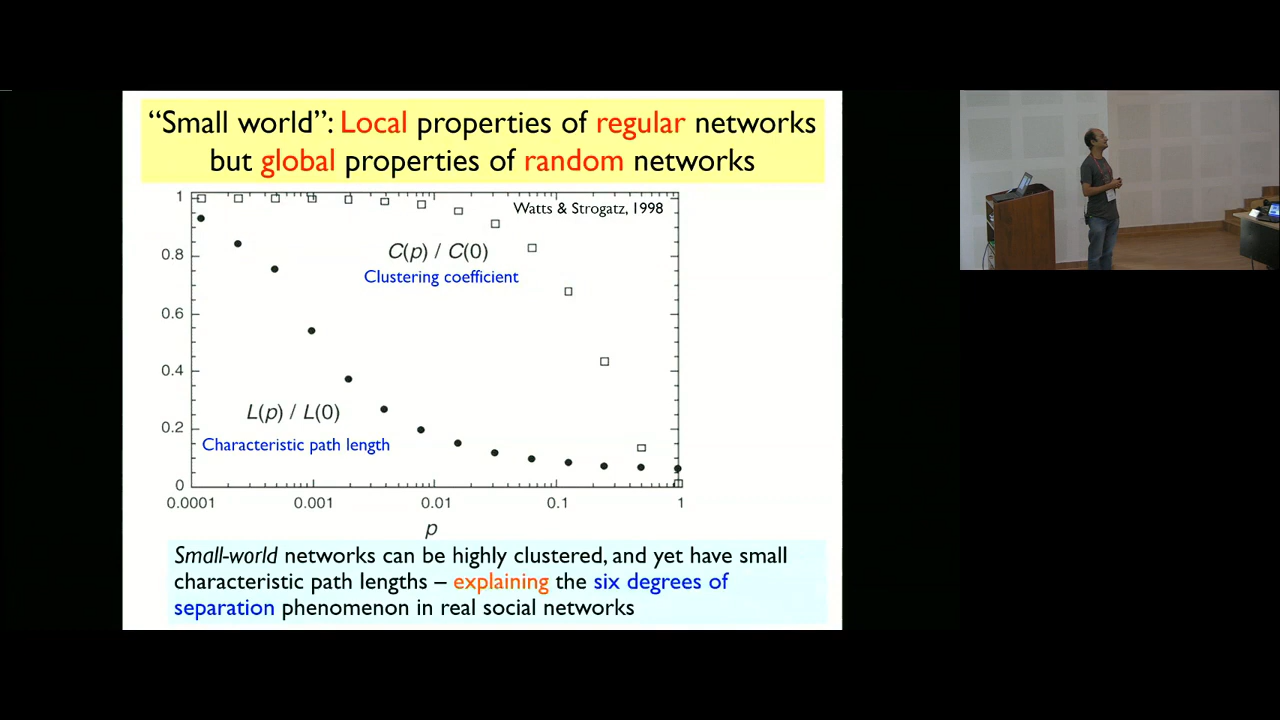 “Small world”: Local properties of regular networks
but global properties of random networks
Watts & Strogatz, 1998
C(p) / C(0)
Clustering coefficient
L(p) / L(0)
Characteristic path length
1
0.8
0.6
0.4
0.2
0
0.0001 0.001 0.01 0.1 1
p
Small-world networks can be highly clustered, and yet have small
characteristic path lengths – explaining the six degrees of
separation phenomenon in real social networks